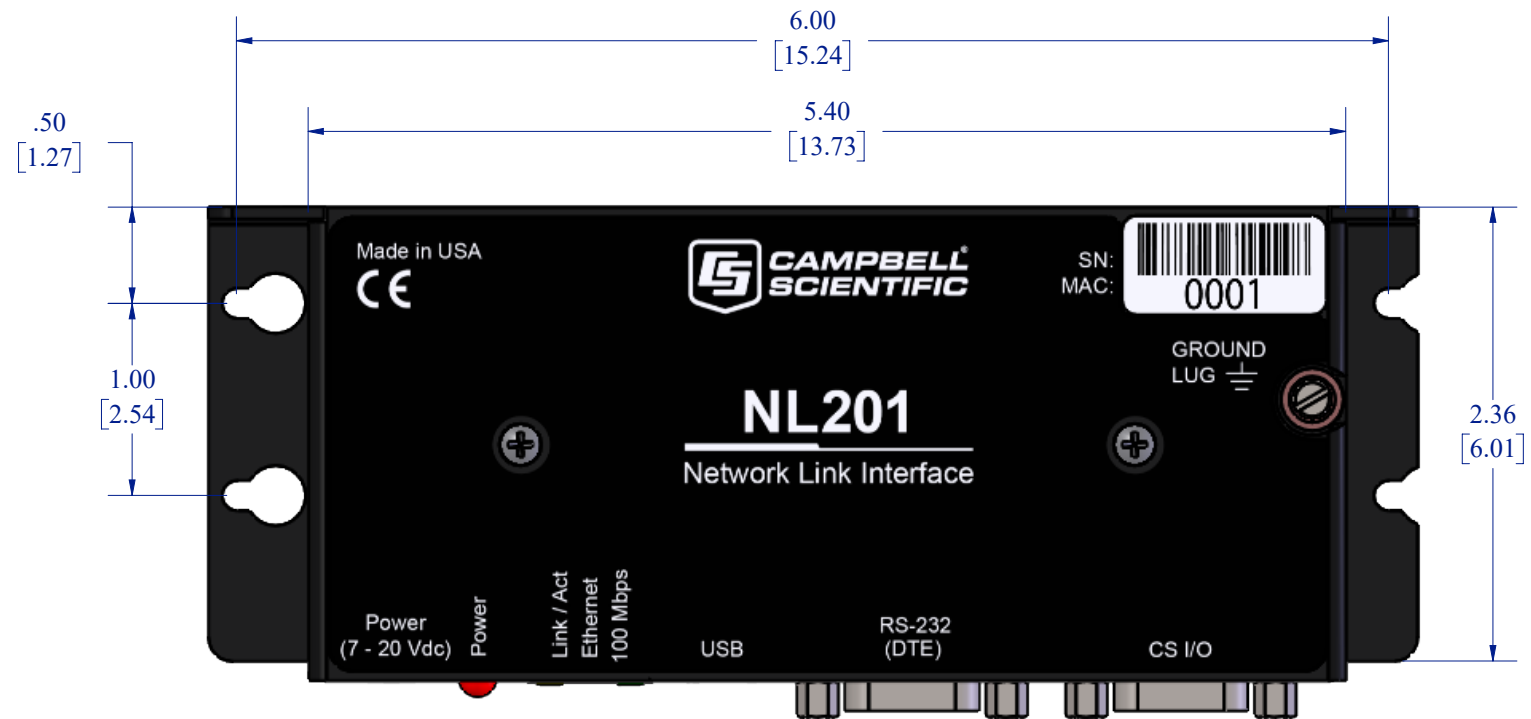 6.00
[15.24]
5.40
[13.73]
.50
[1.27]
Made in USA
CE
CS CAMPBELL®
SCIENTIFIC
SN:
MAC:
0001
GROUND
LUG
1.00
[2.54]
NL201
Network Link Interface
2.36
[6.01]
Power
(7 - 20 Vdc)
Power
Link / Act
Ethernet
100 Mbps
USB
RS-232
(DTE)
CS I/O